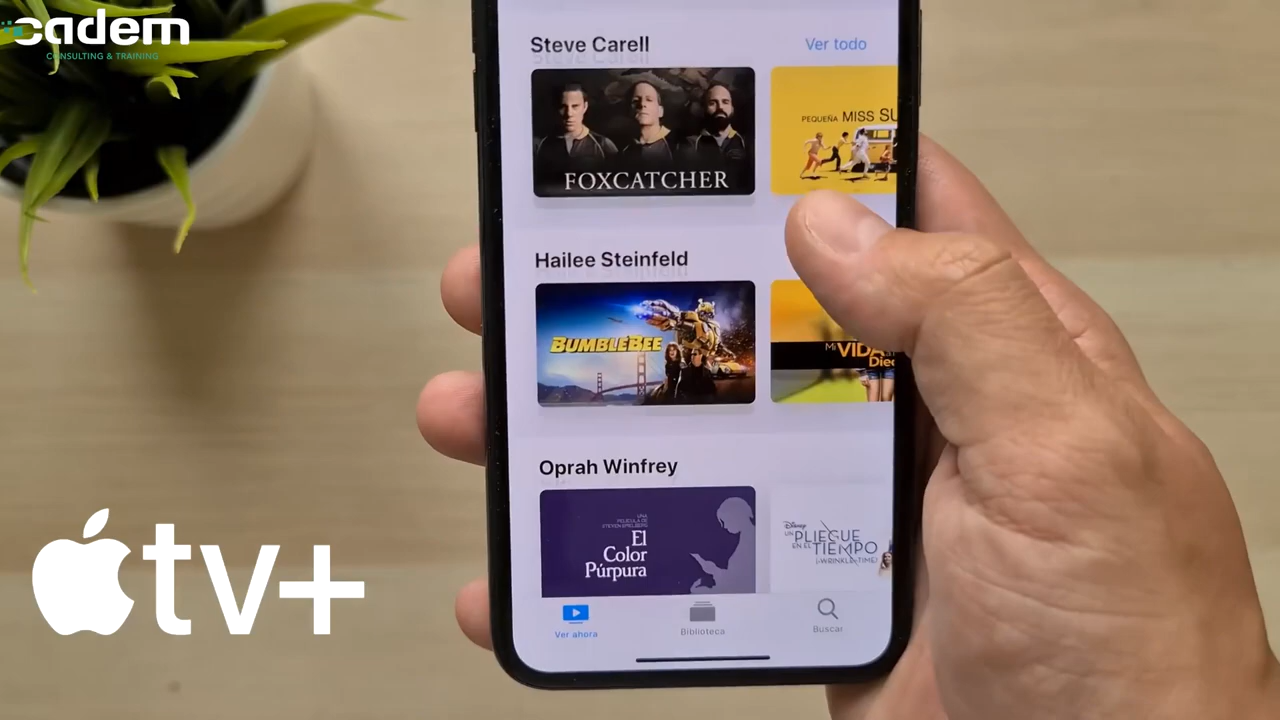 cadem
CONSULTING & TRAINING
Steve Carell
Ver todo
FOXCATCHER
PEQUEÑA MISS SU
Hailee Steinfeld
BUMBLEBEE
Mi VIDA a
Died
Oprah Winfrey
UNA
PELÍCULA DE
STEVEN SPIELBERG
El
Color
Púrpura
Disney
UN PLIEGUE
EN EL TIEMPO
(A WRINKLE IN TIME)
Ver ahora
Biblioteca
Buscar
tv+